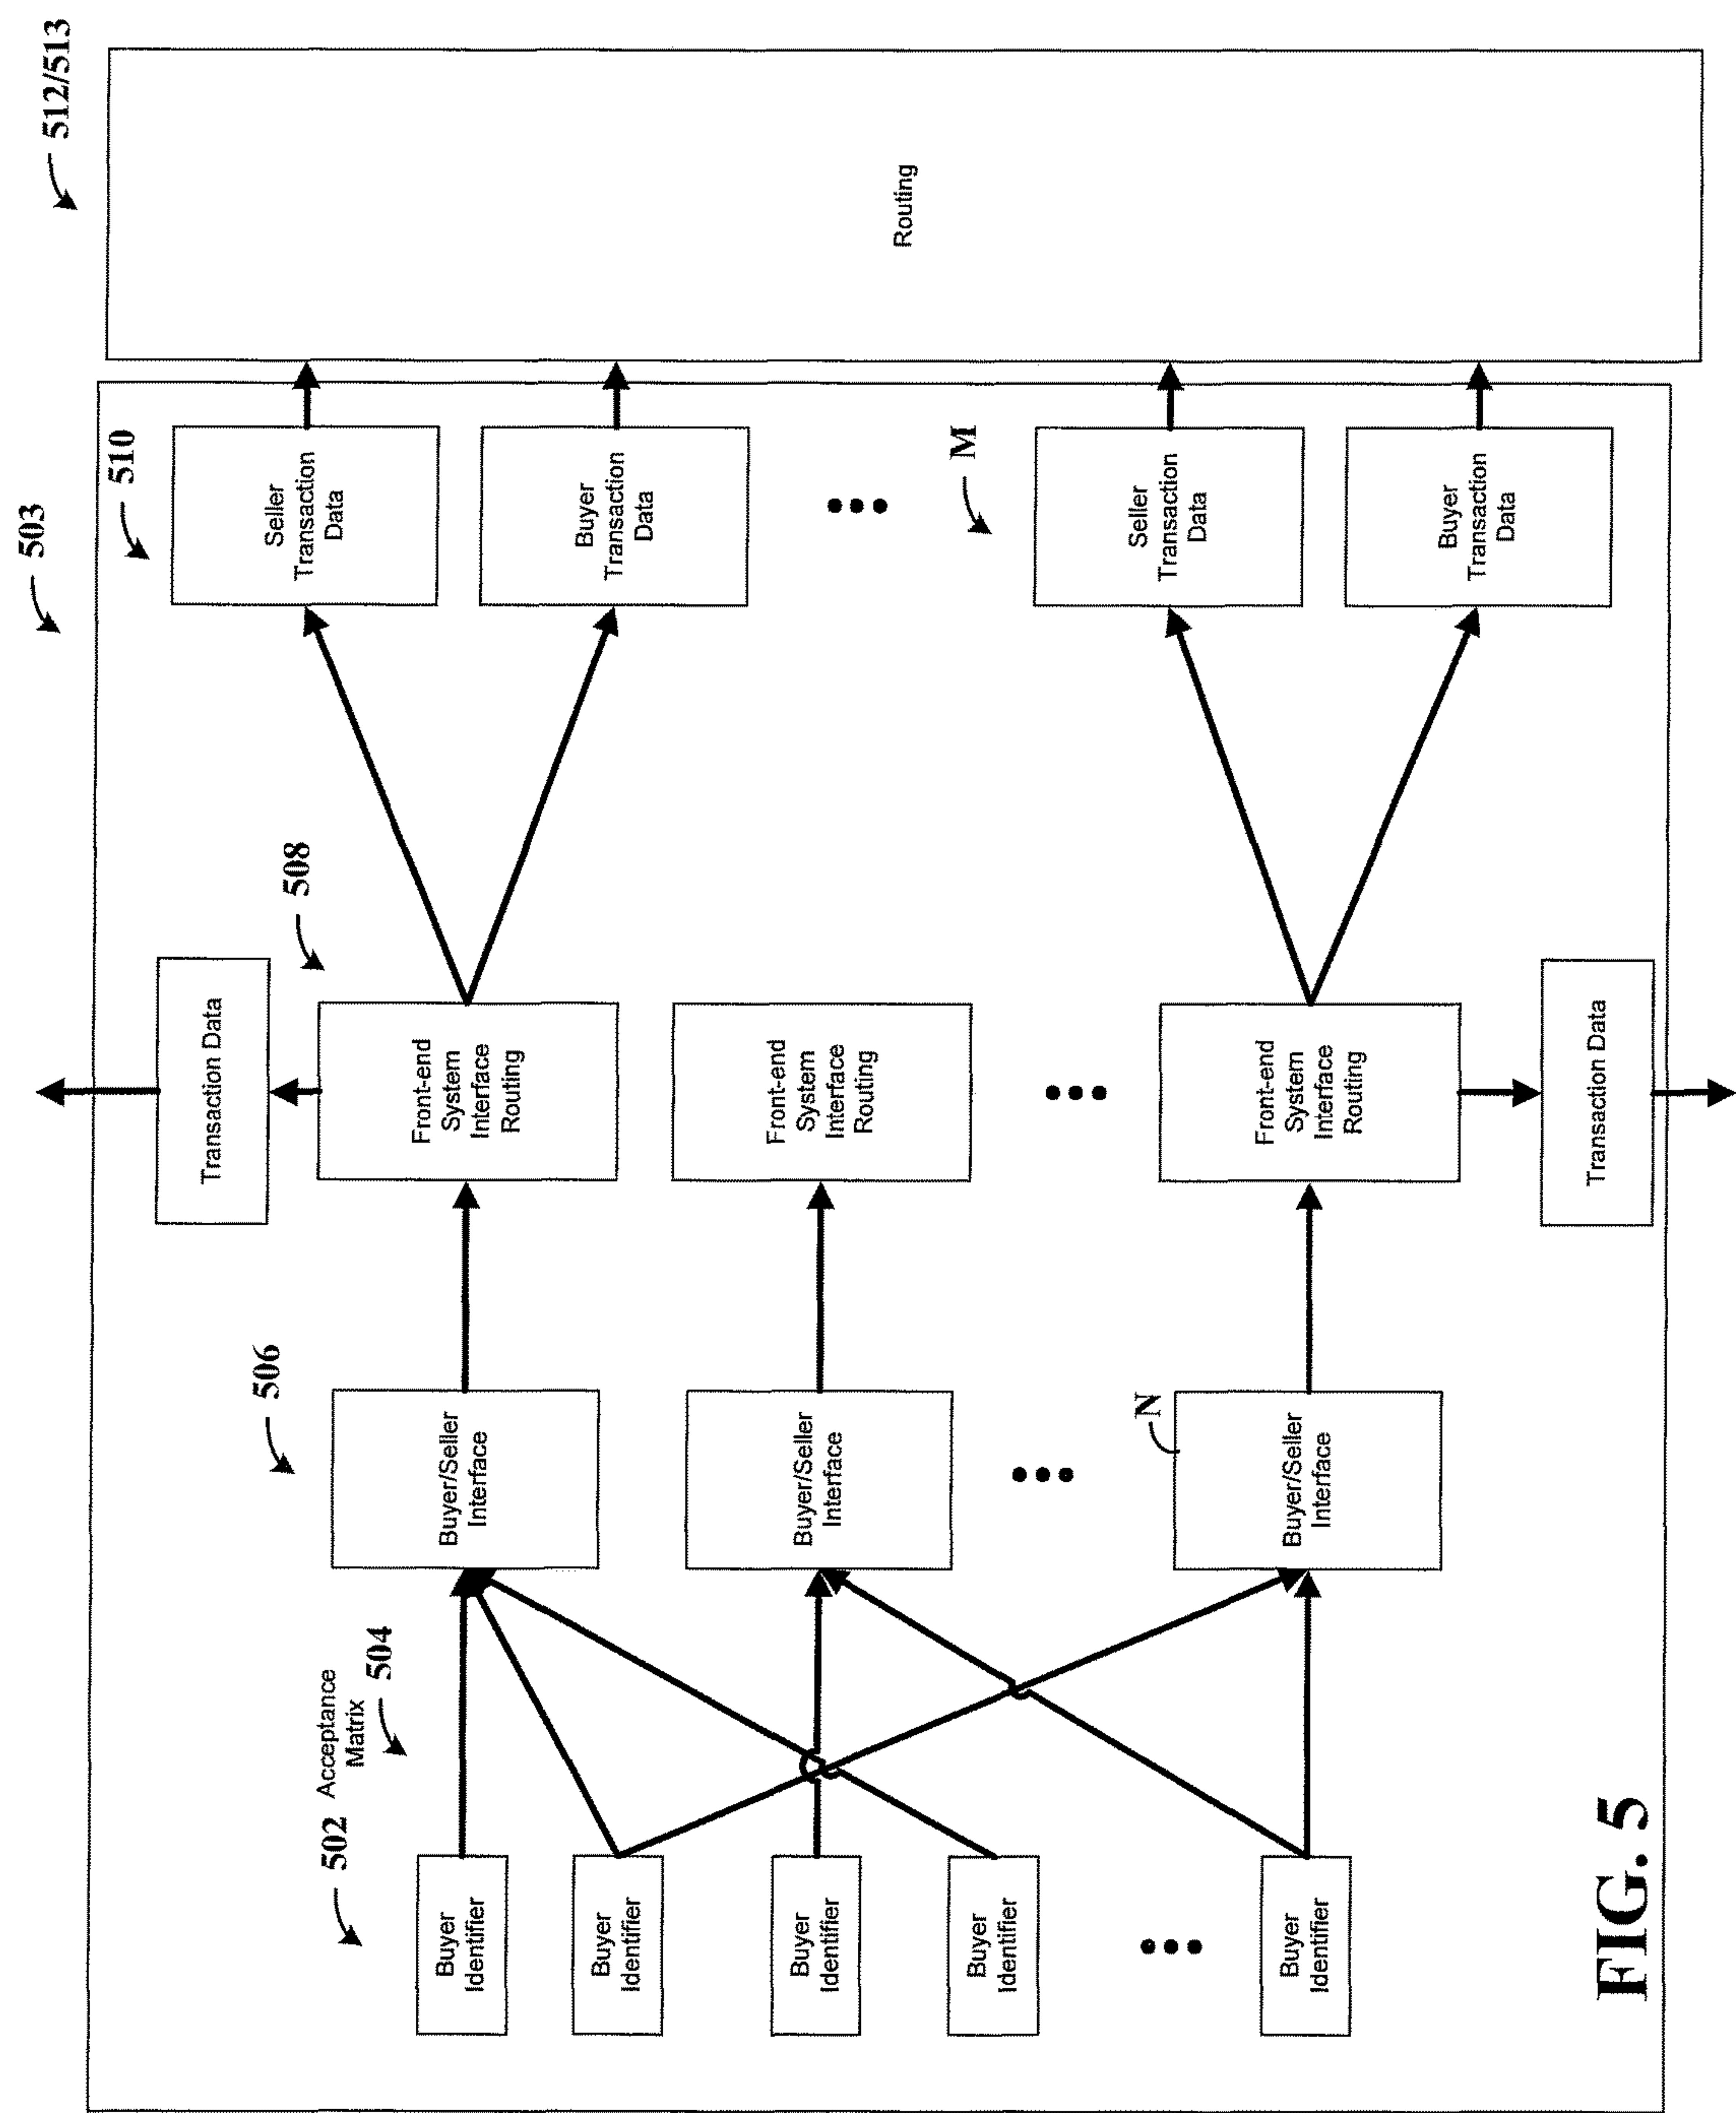 503
512/513
Transaction Data
502
Acceptance
Matrix
504
506
508
510
Buyer
Identifier
Buyer/Seller
Interface
Front-end
System
Interface
Routing
Seller
Transaction
Data
Buyer
Identifier
Buyer
Transaction
Data
Buyer
Identifier
Buyer/Seller
Interface
Front-end
System
Interface
Routing
Routing
Buyer
Identifier
N
M
Buyer
Identifier
Buyer/Seller
Interface
Front-end
System
Interface
Routing
Seller
Transaction
Data
Buyer
Transaction
Data
Transaction Data
FIG. 5